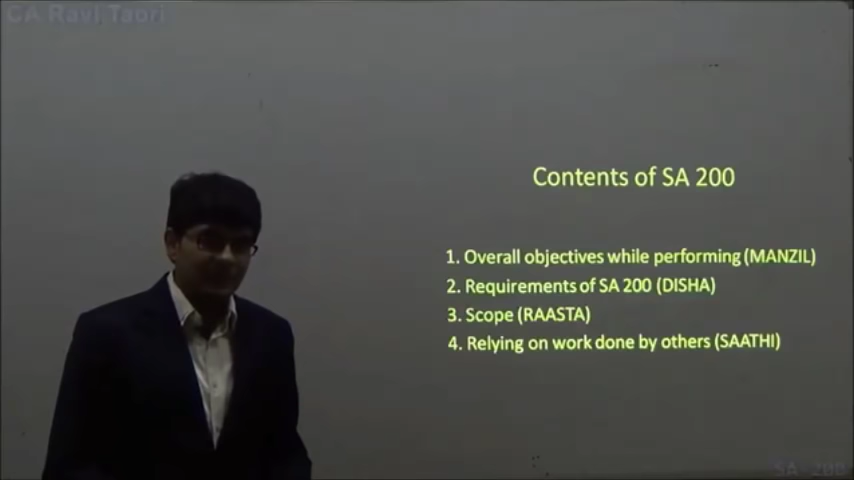 CA Ravi Taori
Contents of SA 200
1. Overall objectives while performing (MANZIL)
2. Requirements of SA 200 (DISHA)
3. Scope (RAASTA)
4. Relying on work done by others (SAATHI)
SA 200